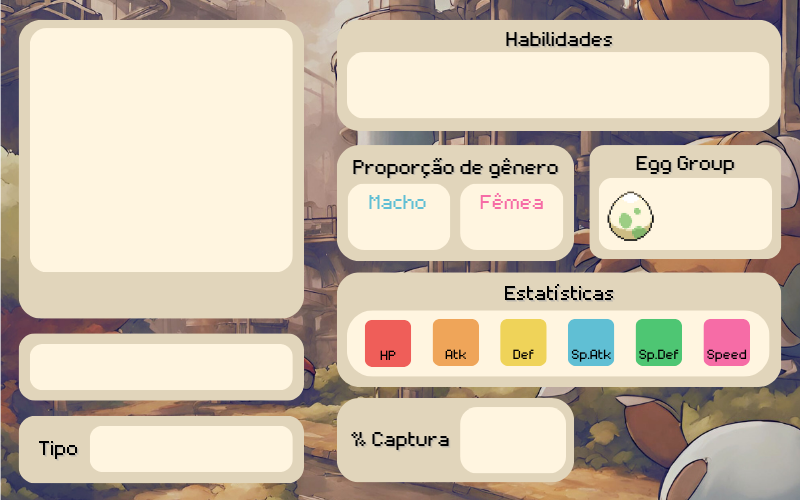 Habilidades
Proporção de gênero
Macho
Fêmea
Egg Group
Estatísticas
HP
Atk
Def
Sp.Atk
Sp.Def
Speed
Tipo
% Captura